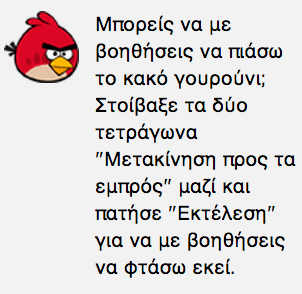 Μπορείς να με
βοηθήσεις να πιάσω
το κακό γουρούνι;
Στοίβαξε τα δύο
τετράγωνα
"Μετακίνηση προς τα
εμπρός" μαζί και
πατήσε "Εκτέλεση"
για να με βοηθήσεις
να φτάσω εκεί.